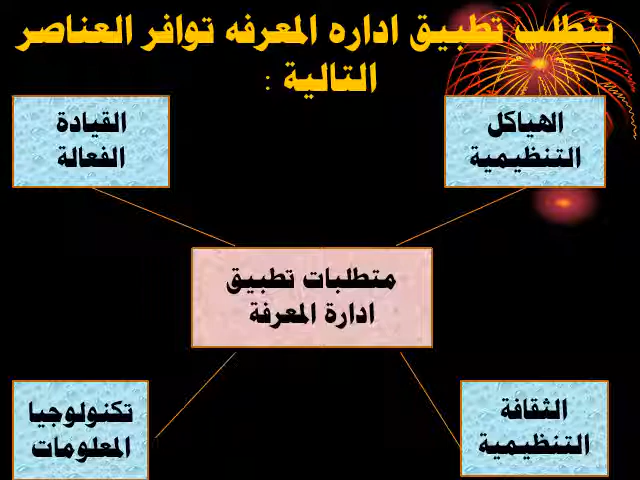 يتطلب تطبيق اداره المعرفه توافر العناصر
التالية :
الهياكل
التنظيمية
القيادة
الفعالة
متطلبات تطبيق
ادارة المعرفة
الثقافة
التنظيمية
تكنولوجيا
المعلومات